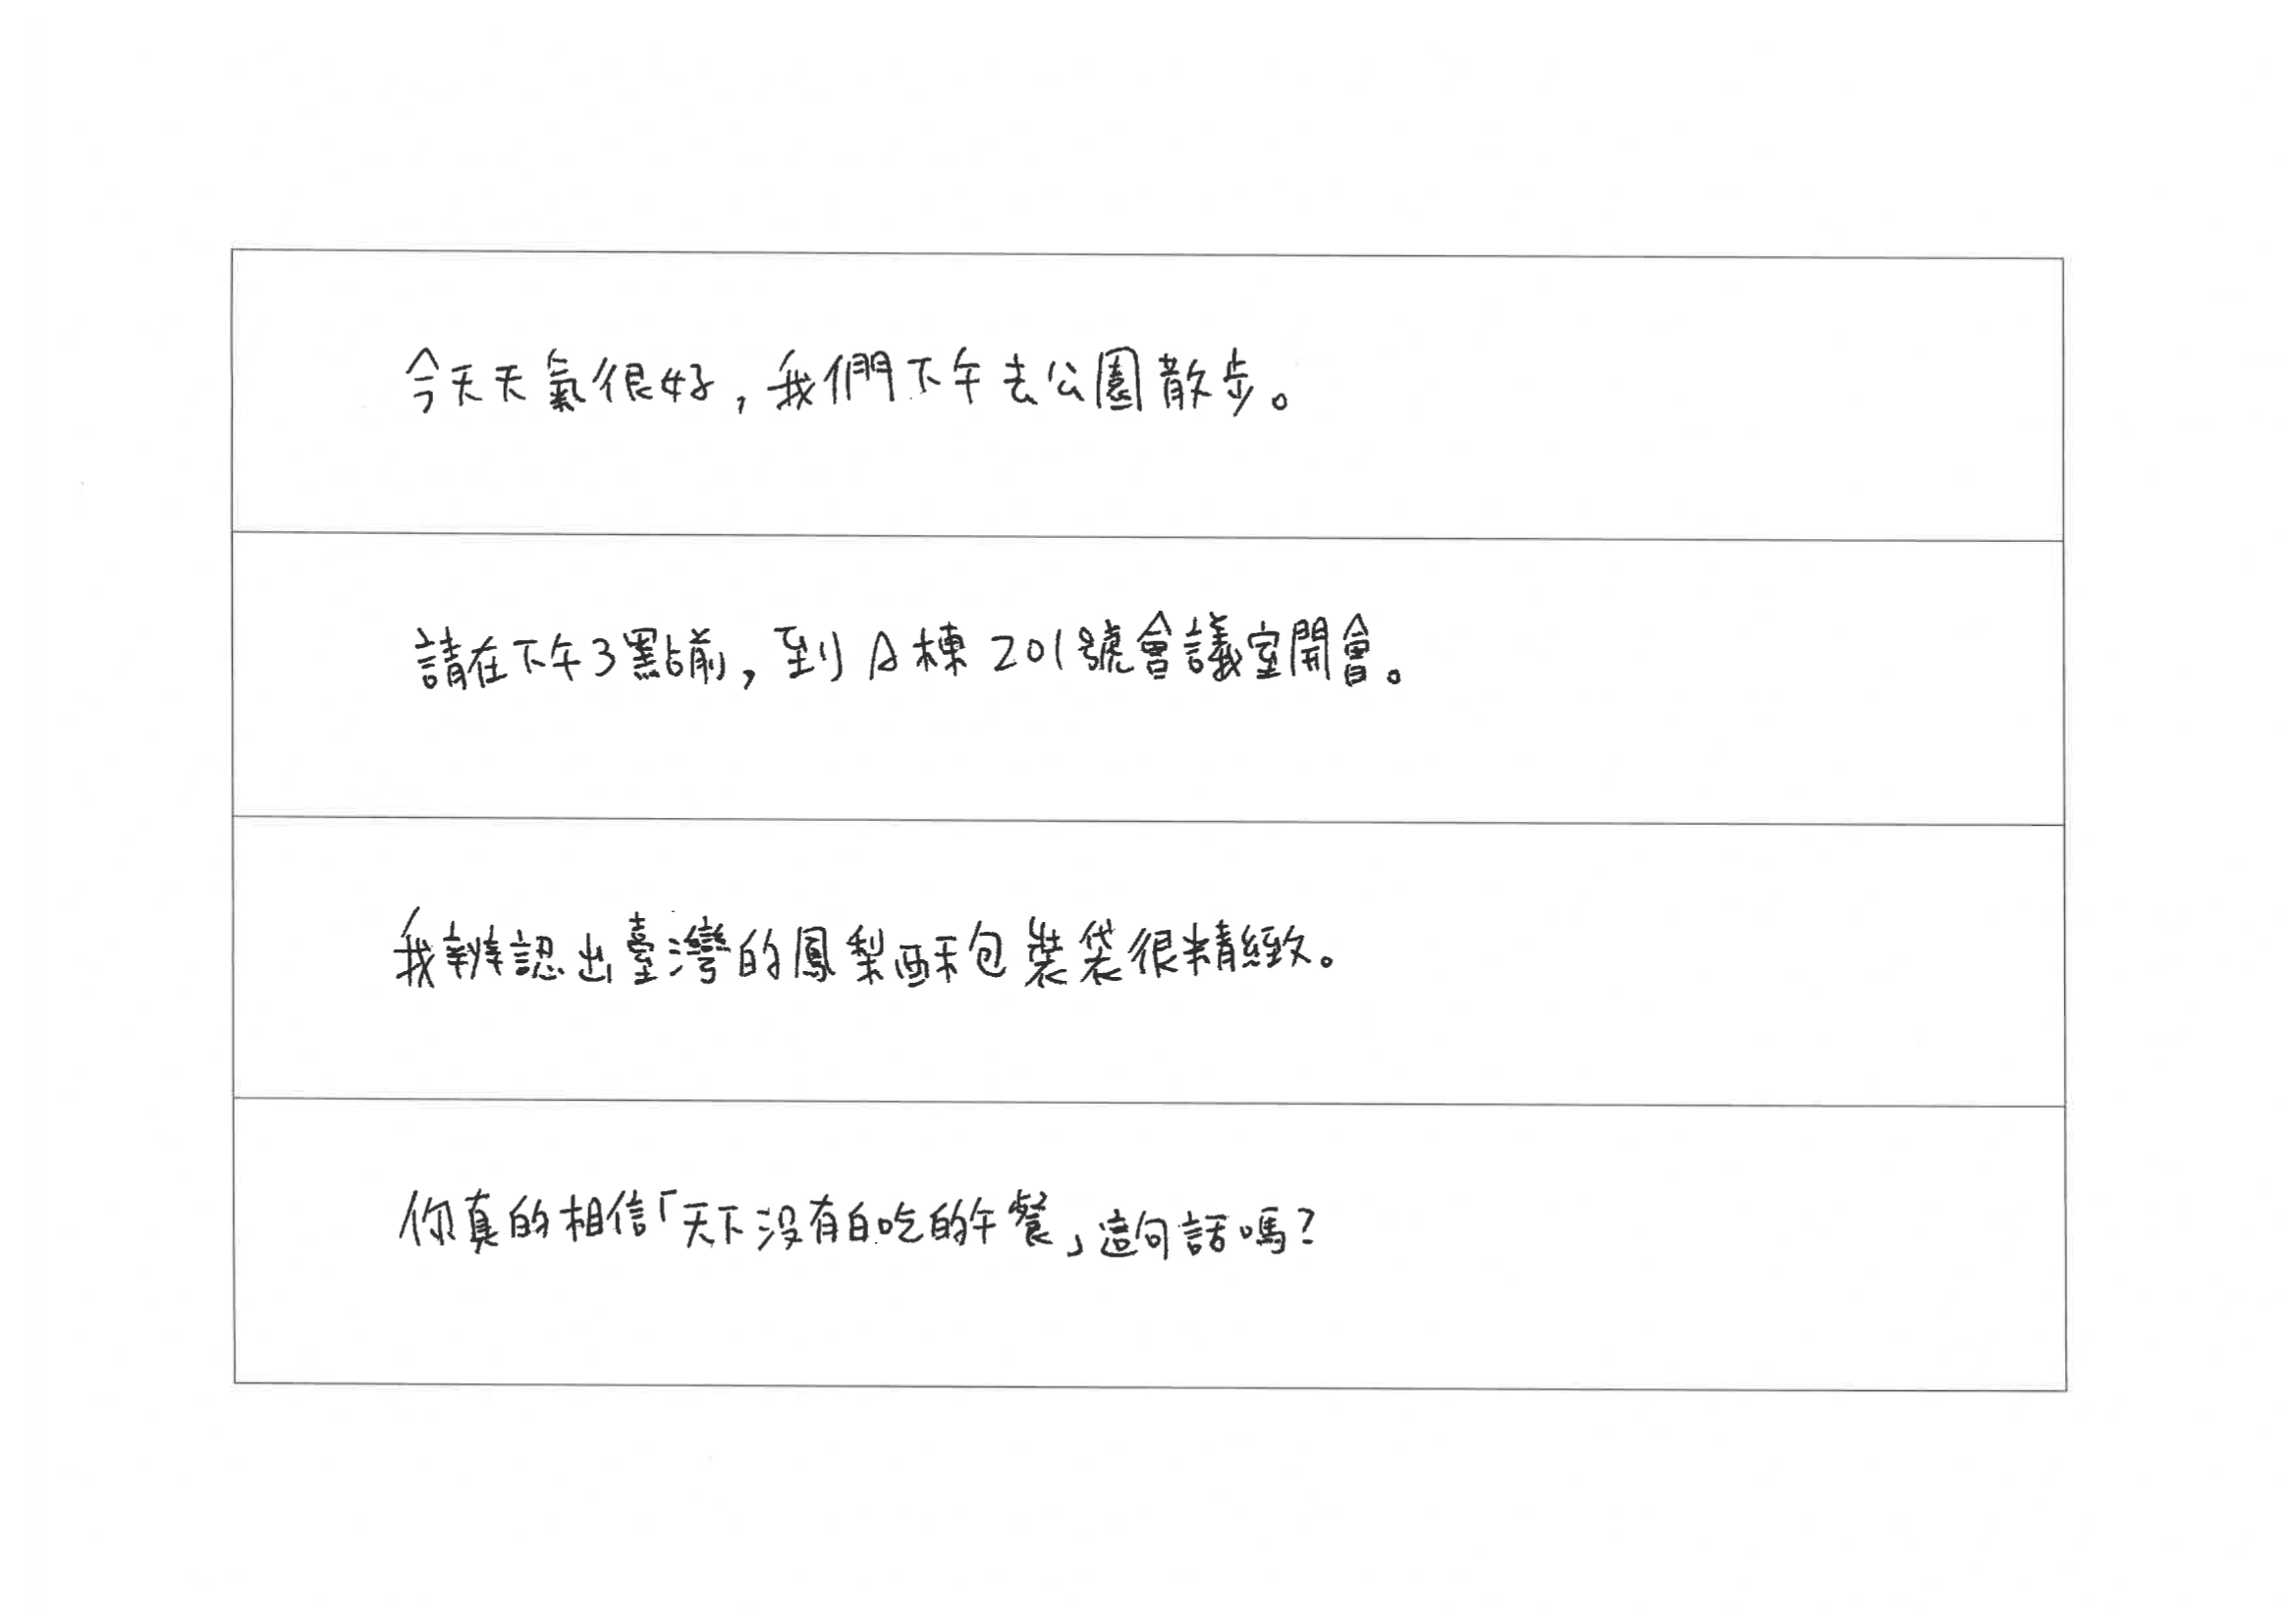 今天天氣很好，我們下午去公園散步。
請在下午3點前，到A棟201號會議室開會。
我辨認出臺灣的鳳梨酥包裝袋很精緻。
你真的相信「天下沒有白吃的午餐」這句話嗎？